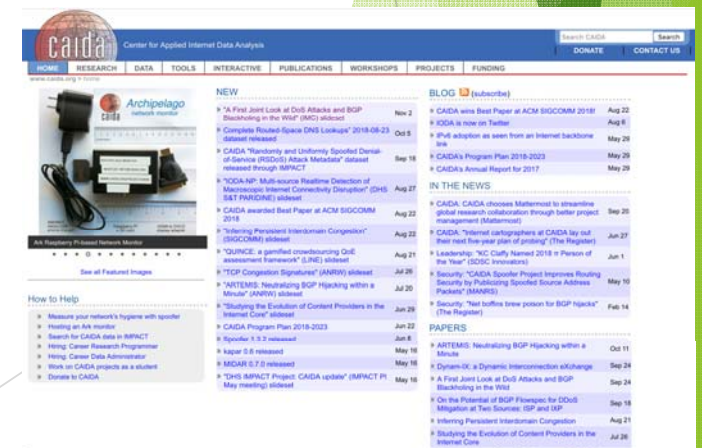 caida
Center for Applied Internet Data Analysis
Search CAIDA
Search
DONATE
CONTACT US
HOME
RESEARCH
DATA
TOOLS
INTERACTIVE
PUBLICATIONS
WORKSHOPS
PROJECTS
FUNDING
www.caida.org > home
Archipelago
network monitor
caida
Ark Raspberry Pi-based Network Monitor
See all Featured Images
How to Help
Measure your network's hygiene with spoofer
Hosting an Ark monitor
Search for CAIDA data in IMPACT
Hiring: Career Research Programmer
Hiring: Career Data Administrator
Work on CAIDA projects as a student
Donate to CAIDA
NEW
"A First Joint Look at DoS Attacks and BGP
Blackholing in the Wild" (IMC) slideset
Nov 2
Complete Routed-Space DNS Lookups" 2018-08-23
dataset released
Oct 5
CAIDA "Randomly and Uniformly Spoofed Denial-
of-Service (RSDoS) Attack Metadata" dataset
released through IMPACT
Sep 18
"IODA-NP: Multi-source Realtime Detection of
Macroscopic Internet Connectivity Disruption" (DHS
S&T PARIDINE) slideset
Aug 27
CAIDA awarded Best Paper at ACM SIGCOMM
2018
Aug 22
"Inferring Persistent Interdomain Congestion"
(SIGCOMM) slideset
Aug 22
"QUINCE: A gamified crowdsourcing QoE
assessment framework" (LINE) slideset
Aug 21
"TCP Congestion Signatures" (ANRW) slideset
Jul 26
"ARTEMIS: Neutralizing BGP Hijacking within a
Minute" (ANRW) slideset
Jul 20
"Studying the Evolution of Content Providers in the
Internet Core" slideset
Jun 29
CAIDA Program Plan 2018-2023
Jun 22
Spoofer 1.3.2 released
Jun 8
kapar 0.6 released
May 16
MIDAR 0.7.0 released
May 16
"DHS IMPACT Project: CAIDA update" (IMPACT PI
May meeting) slideset
May 16
BLOG (subscribe)
CAIDA wins Best Paper at ACM SIGCOMM 2018!
Aug 22
IODA is now on Twitter
Aug 6
IPv6 adoption as seen from an Internet backbone
link
May 29
CAIDA's Program Plan 2018-2023
May 29
CAIDA's Annual Report for 2017
May 29
IN THE NEWS
CAIDA: CAIDA chooses Mattermost to streamline
global research collaboration through better project
management (Mattermost)
Sep 20
CAIDA: "Internet cartographers at CAIDA lay out
their next five-year plan of probing" (The Register)
Jun 27
Leadership: "KC Claffy Named 2018 π Person of
the Year" (SDSC Innovators)
Jun 1
Security: "CAIDA Spoofer Project Improves Routing
Security by Publicizing Spoofed Source Address
Packets" (MANRS)
May 10
Security: "Net boffins brew poison for BGP hijacks"
(The Register)
Feb 14
PAPERS
ARTEMIS: Neutralizing BGP Hijacking within a
Minute
Oct 11
Dynam-IX: a Dynamic Interconnection eXchange
Sep 24
A First Joint Look at DoS Attacks and BGP
Blackholing in the Wild
Sep 24
On the Potential of BGP Flowspec for DDoS
Mitigation at Two Sources: ISP and IXP
Sep 18
Inferring Persistent Interdomain Congestion
Aug 21
Studying the Evolution of Content Providers in the
Internet Core
Jul 26